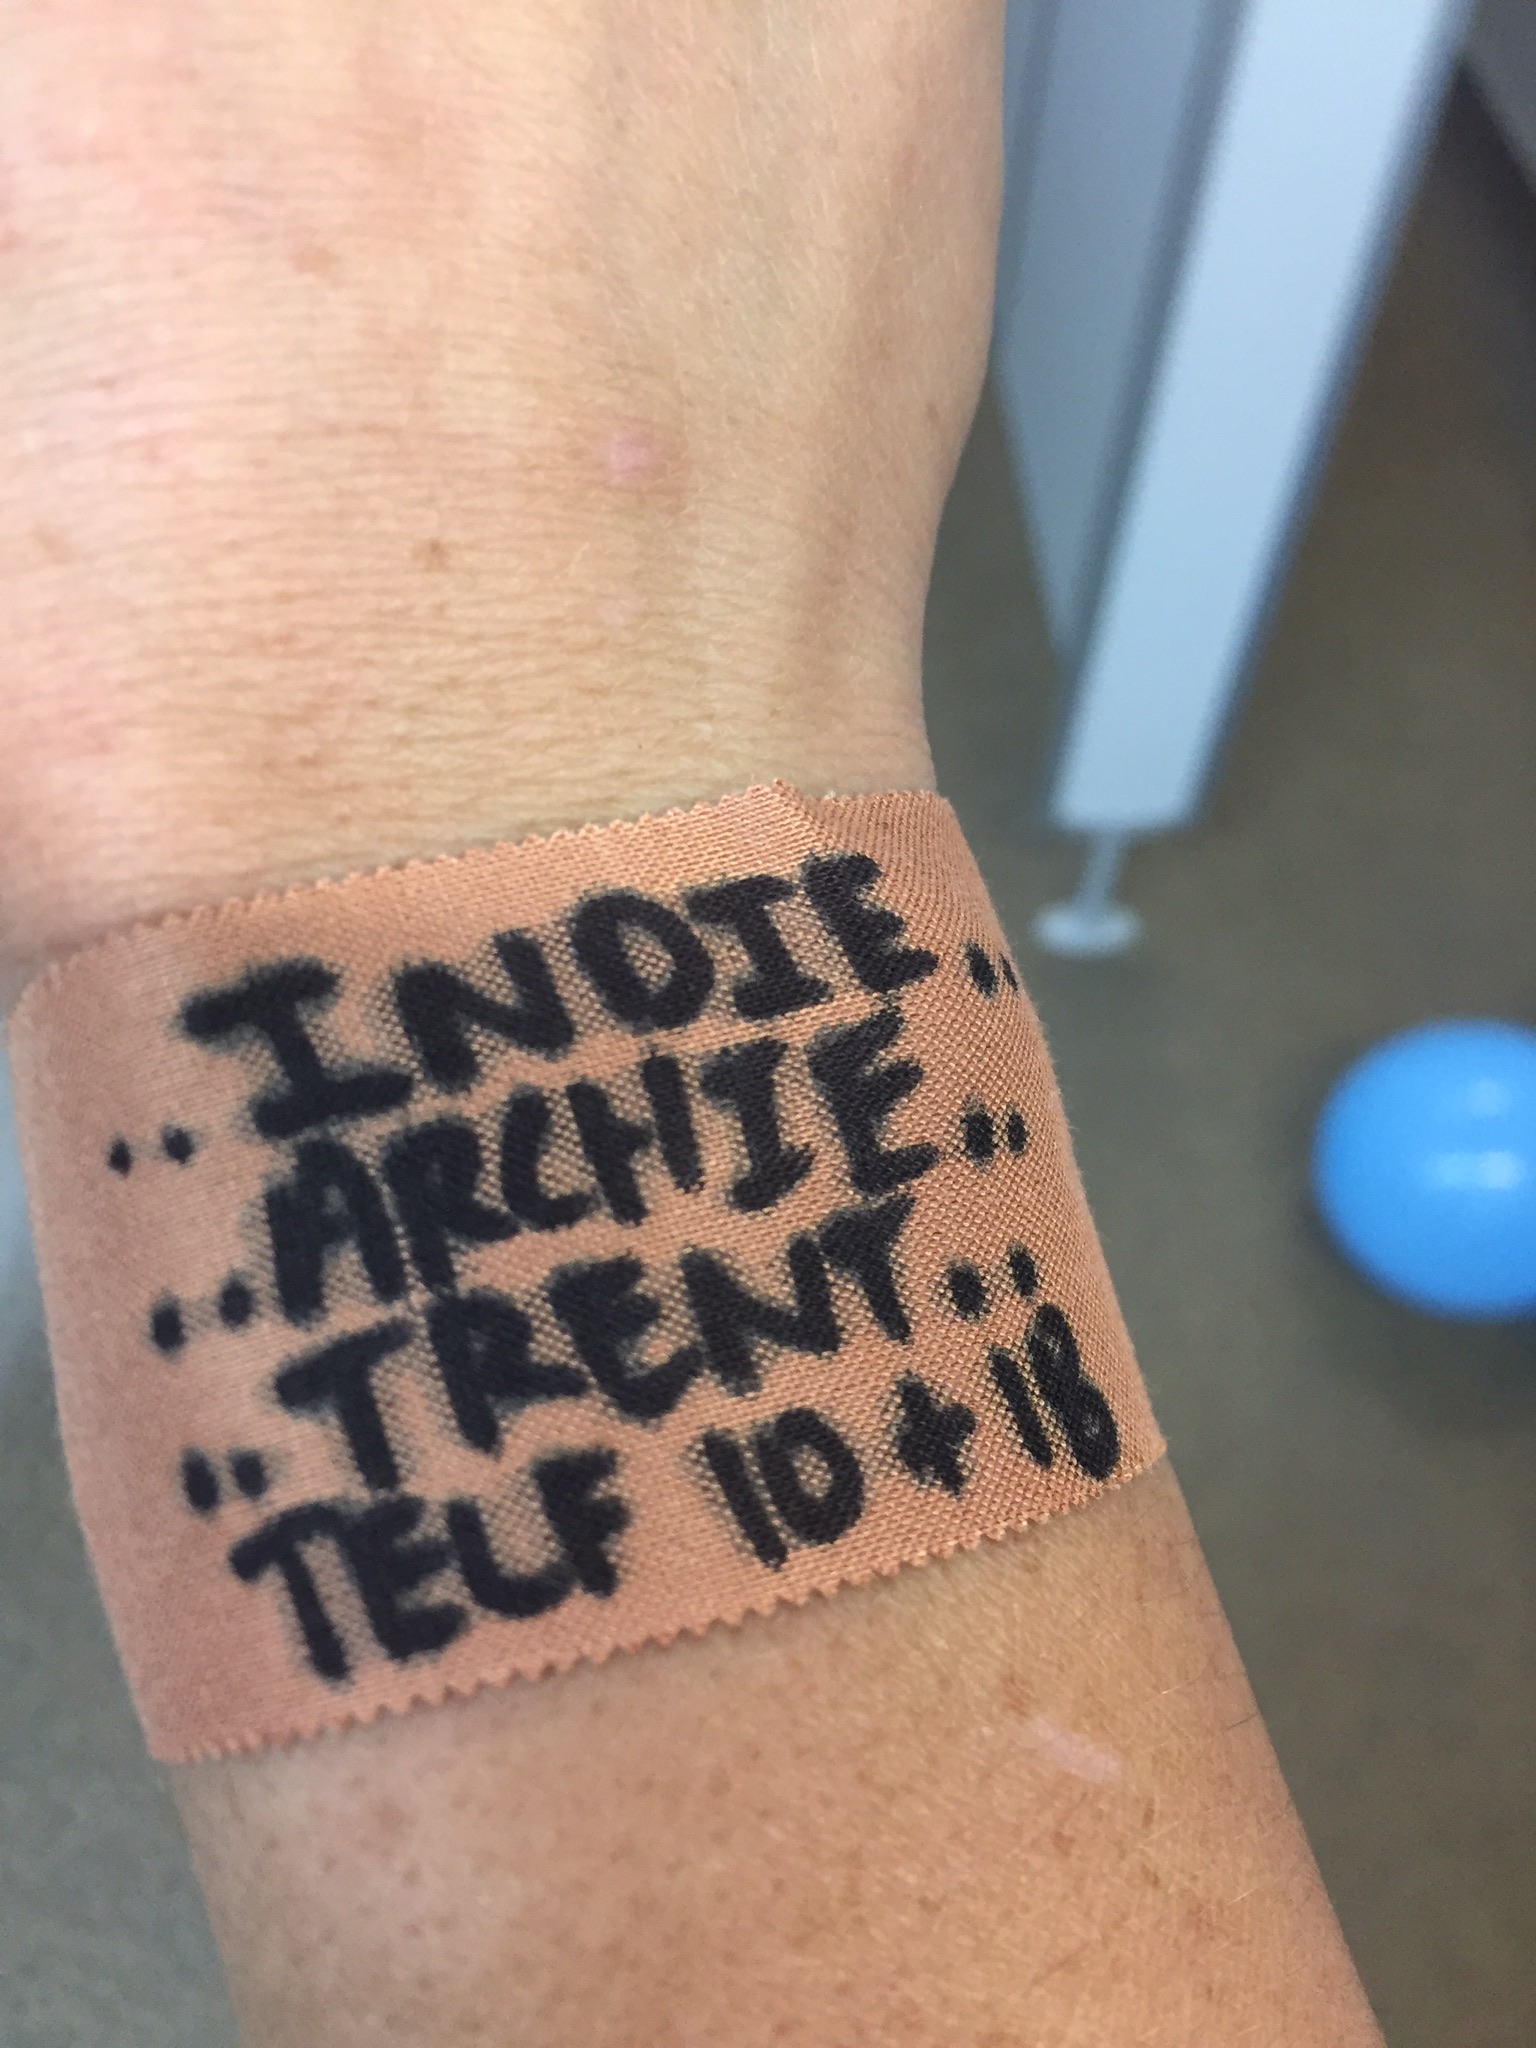 INDIE..
..ARCHIE..
..TRENT..
..TELF 10 + 18